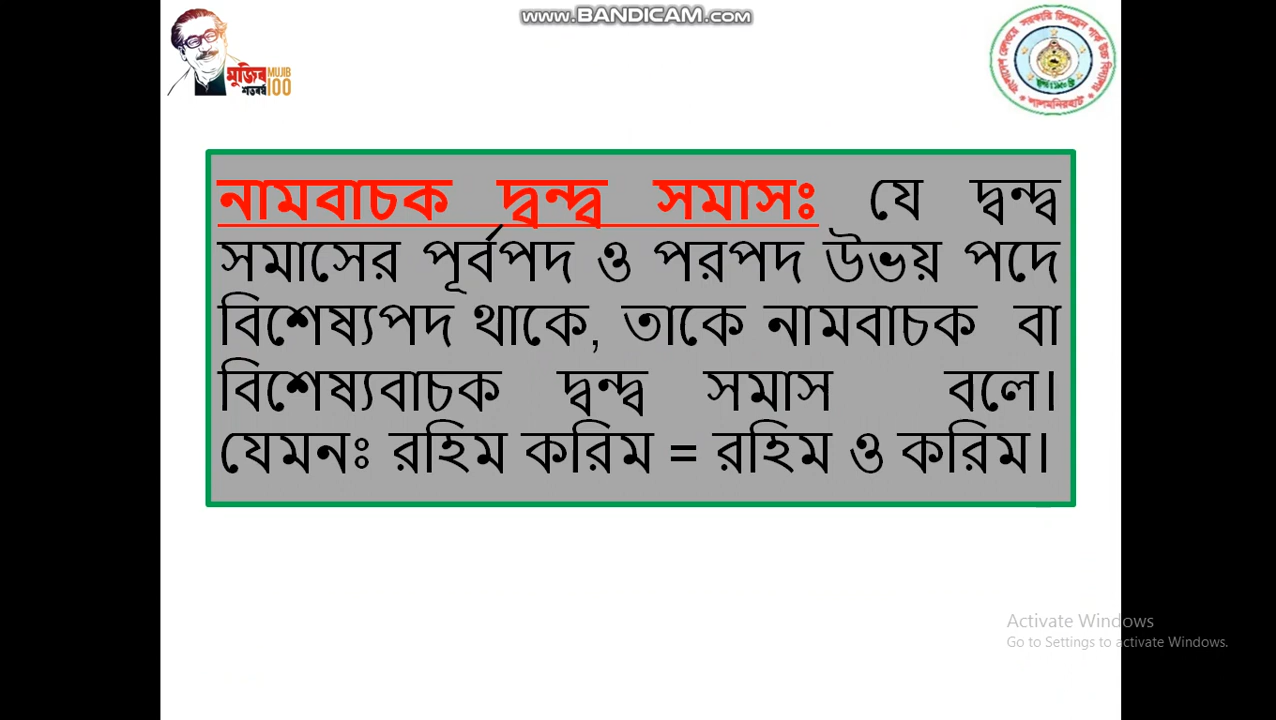 www.BANDICAM.com
মুজিব MUJIB
শতবর্ষ 100
নামবাচক দ্বন্দ্ব সমাসঃ যে দ্বন্দ্ব
সমাসের পূর্বপদ ও পরপদ উভয় পদে
বিশেষ্যপদ থাকে, তাকে নামবাচক বা
বিশেষ্যবাচক দ্বন্দ্ব সমাস বলে।
যেমনঃ রহিম করিম = রহিম ও করিম।
Activate Windows
Go to Settings to activate Windows.